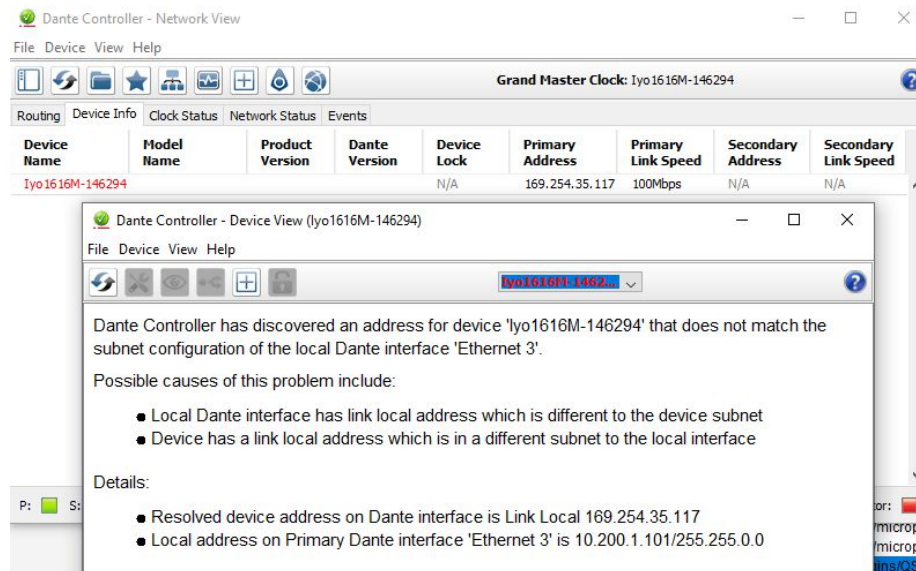 Dante Controller - Network View
File Device View Help
Grand Master Clock: Iyo1616M-146294
Routing Device Info Clock Status Network Status Events
Device Name Model Name Product Version Dante Version Device Lock Primary Address Primary Link Speed Secondary Address Secondary Link Speed
Iyo1616M-146294 N/A 169.254.35.117 100Mbps N/A N/A
Dante Controller - Device View (Iyo1616M-146294)
File Device View Help
Iyo1616M-1462...
Dante Controller has discovered an address for device 'Iyo1616M-146294' that does not match the
subnet configuration of the local Dante interface 'Ethernet 3'.
Possible causes of this problem include:
Local Dante interface has link local address which is different to the device subnet
Device has a link local address which is in a different subnet to the local interface
Details:
P: S:
Resolved device address on Dante interface is Link Local 169.254.35.117
Local address on Primary Dante interface 'Ethernet 3' is 10.200.1.101/255.255.0.0